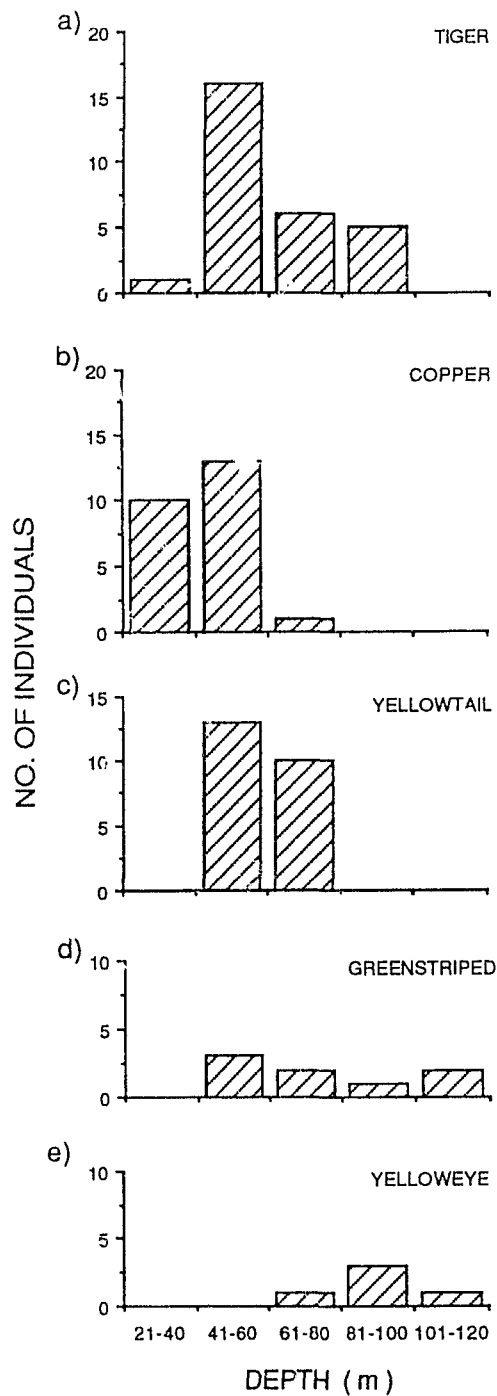 a)
TIGER
20
15
10
5
0
b)
COPPER
20
15
10
5
0
c)
YELLOWTAIL
15
10
5
0
d)
GREENSTRIPED
10
5
0
e)
YELLOWEYE
10
5
0
NO. OF INDIVIDUALS
21-40 41-60 61-80 81-100 101-120
DEPTH (m)